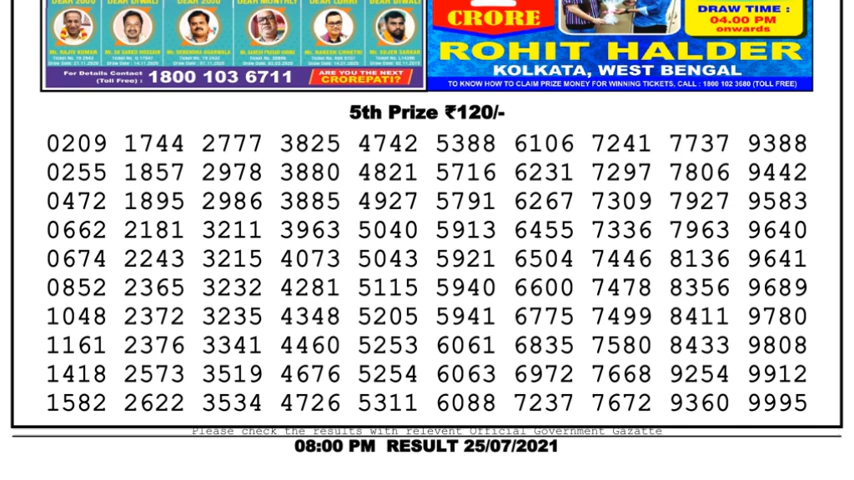 DEAR 2000 DEAR DIWALI DEAR 2000 DEAR MONTHLY DEAR LOHRI DEAR DIWALI
CRORE
DRAW TIME :
04.00 PM
onwards
ROHIT HALDER
KOLKATA, WEST BENGAL
For Details Contact
(Toll Free) : 1800 103 6711
ARE YOU THE NEXT
CROREPATI?
TO KNOW HOW TO CLAIM PRIZE MONEY FOR WINNING TICKETS, CALL : 1800 102 3680 (TOLL FREE)
5th Prize ₹120/-
0209 1744 2777 3825 4742 5388 6106 7241 7737 9388
0255 1857 2978 3880 4821 5716 6231 7297 7806 9442
0472 1895 2986 3885 4927 5791 6267 7309 7927 9583
0662 2181 3211 3963 5040 5913 6455 7336 7963 9640
0674 2243 3215 4073 5043 5921 6504 7446 8136 9641
0852 2365 3232 4281 5115 5940 6600 7478 8356 9689
1048 2372 3235 4348 5205 5941 6775 7499 8411 9780
1161 2376 3341 4460 5253 6061 6835 7580 8433 9808
1418 2573 3519 4676 5254 6063 6972 7668 9254 9912
1582 2622 3534 4726 5311 6088 7237 7672 9360 9995
Please check the results with relevent Official Government Gazatte
08:00 PM RESULT 25/07/2021